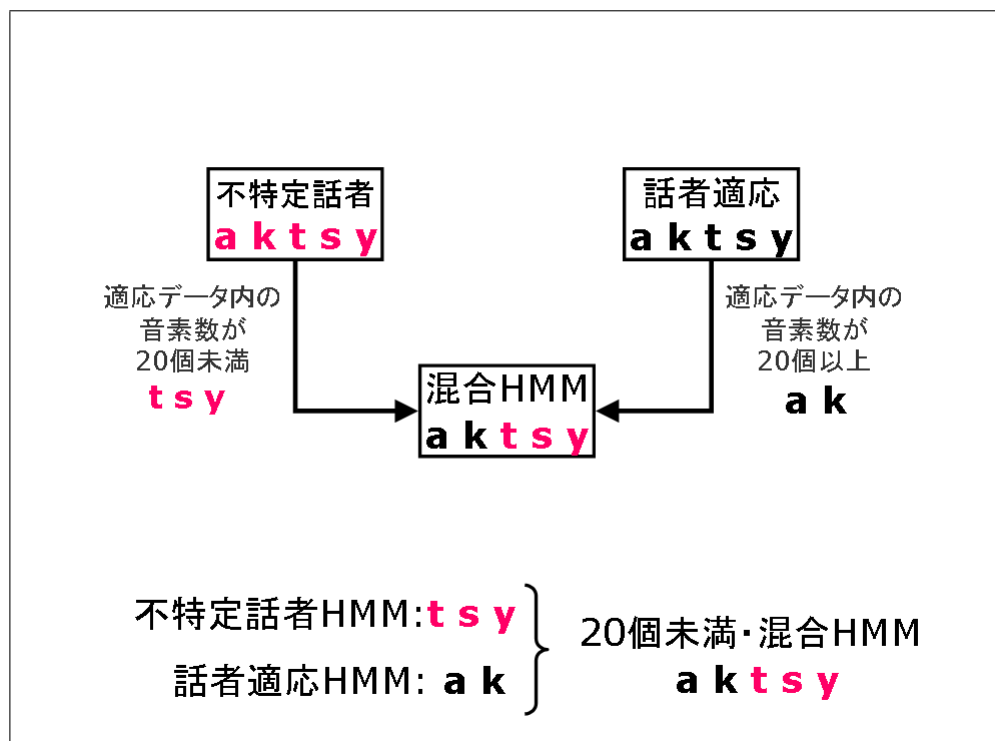 不特定話者
a k t s y
話者適応
a k t s y
適応データ内の
音素数が
20個未満
t s y
適応データ内の
音素数が
20個以上
a k
混合HMM
a k t s y
不特定話者HMM:t s y
話者適応HMM: a k
20個未満・混合HMM
a k t s y